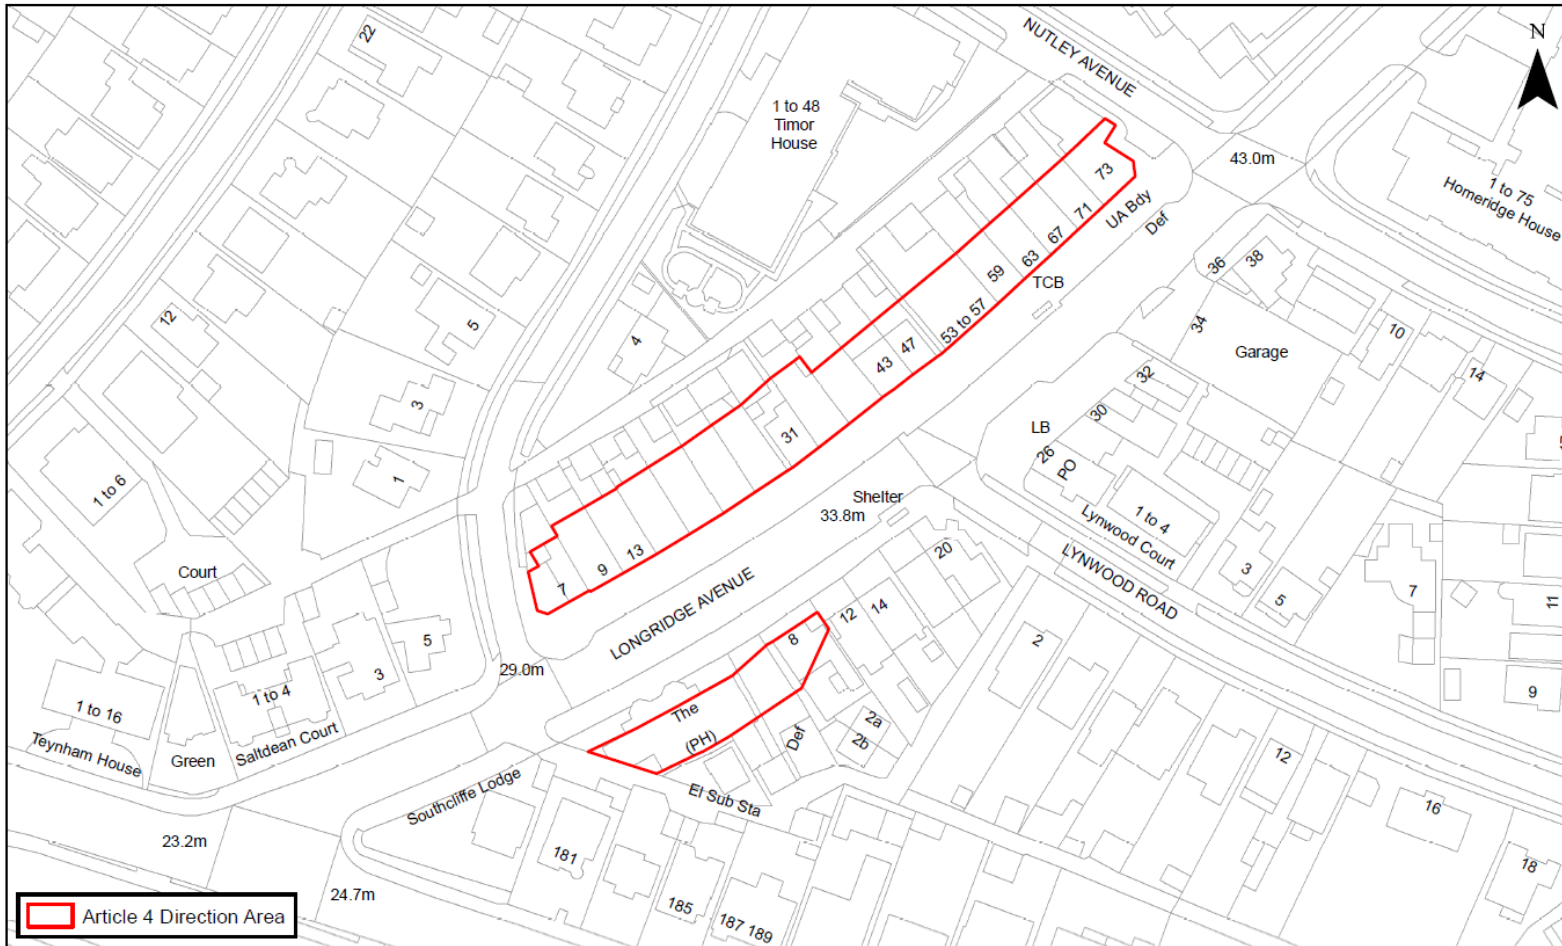 NUTLEY AVENUE
N
22
1 to 48
Timor
House
43.0m
1 to 75
Homeridge House
73
71
UA Bdy
Def
67
63
59
TCB
53 to 57
36
38
34
Garage
10
14
12
5
4
3
47
43
32
30
31
LB
26
PO
1 to 4
Lynwood Court
1 to 6
1
Shelter
33.8m
LYNWOOD ROAD
3
5
7
11
Court
13
9
7
LONGRIDGE AVENUE
20
14
12
8
2
5
3
29.0m
1 to 4
Saltdean Court
1 to 16
Teynham House
Green
The
(PH)
Def
2a
2b
9
12
El Sub Sta
Southcliffe Lodge
16
18
23.2m
24.7m
181
185
187 189
Article 4 Direction Area